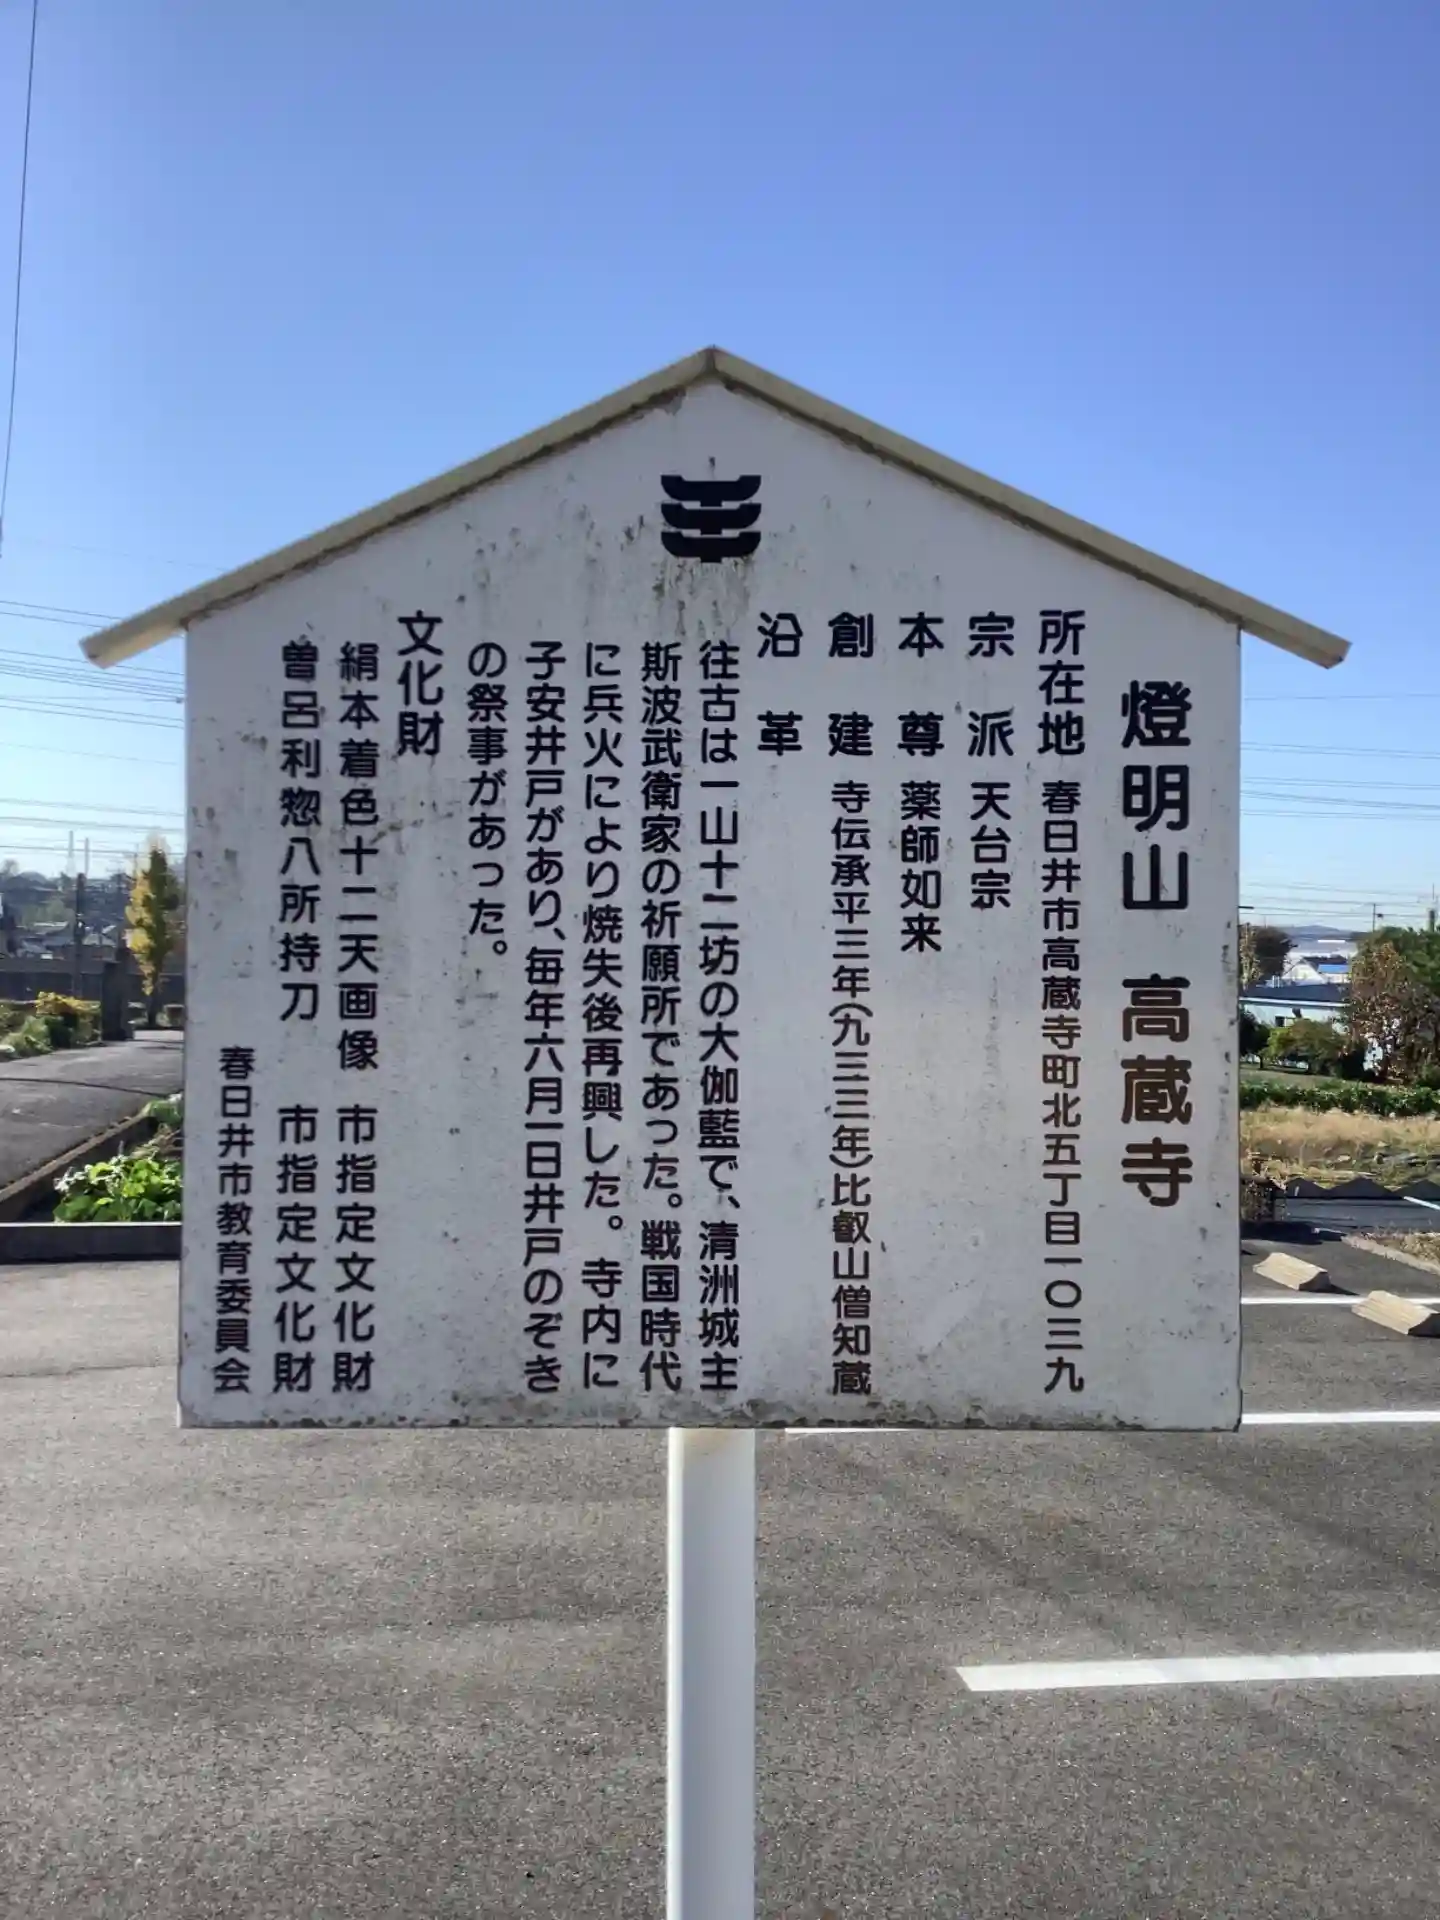 燈明山 高蔵寺
所在地 春日井市高蔵寺町北五丁目一〇三九
宗派 天台宗
本尊 薬師如来
創建 寺伝承平三年(九三三年)比叡山僧知蔵
沿革
往古は一山十二坊の大伽藍で、清洲城主
斯波武衛家の祈願所であった。戦国時代
に兵火により焼失後再興した。寺内に
子安井戸があり、毎年六月一日井戸のぞき
の祭事があった。
文化財
絹本着色十二天画像 市指定文化財
曽呂利惣八所持刀 市指定文化財
春日井市教育委員会